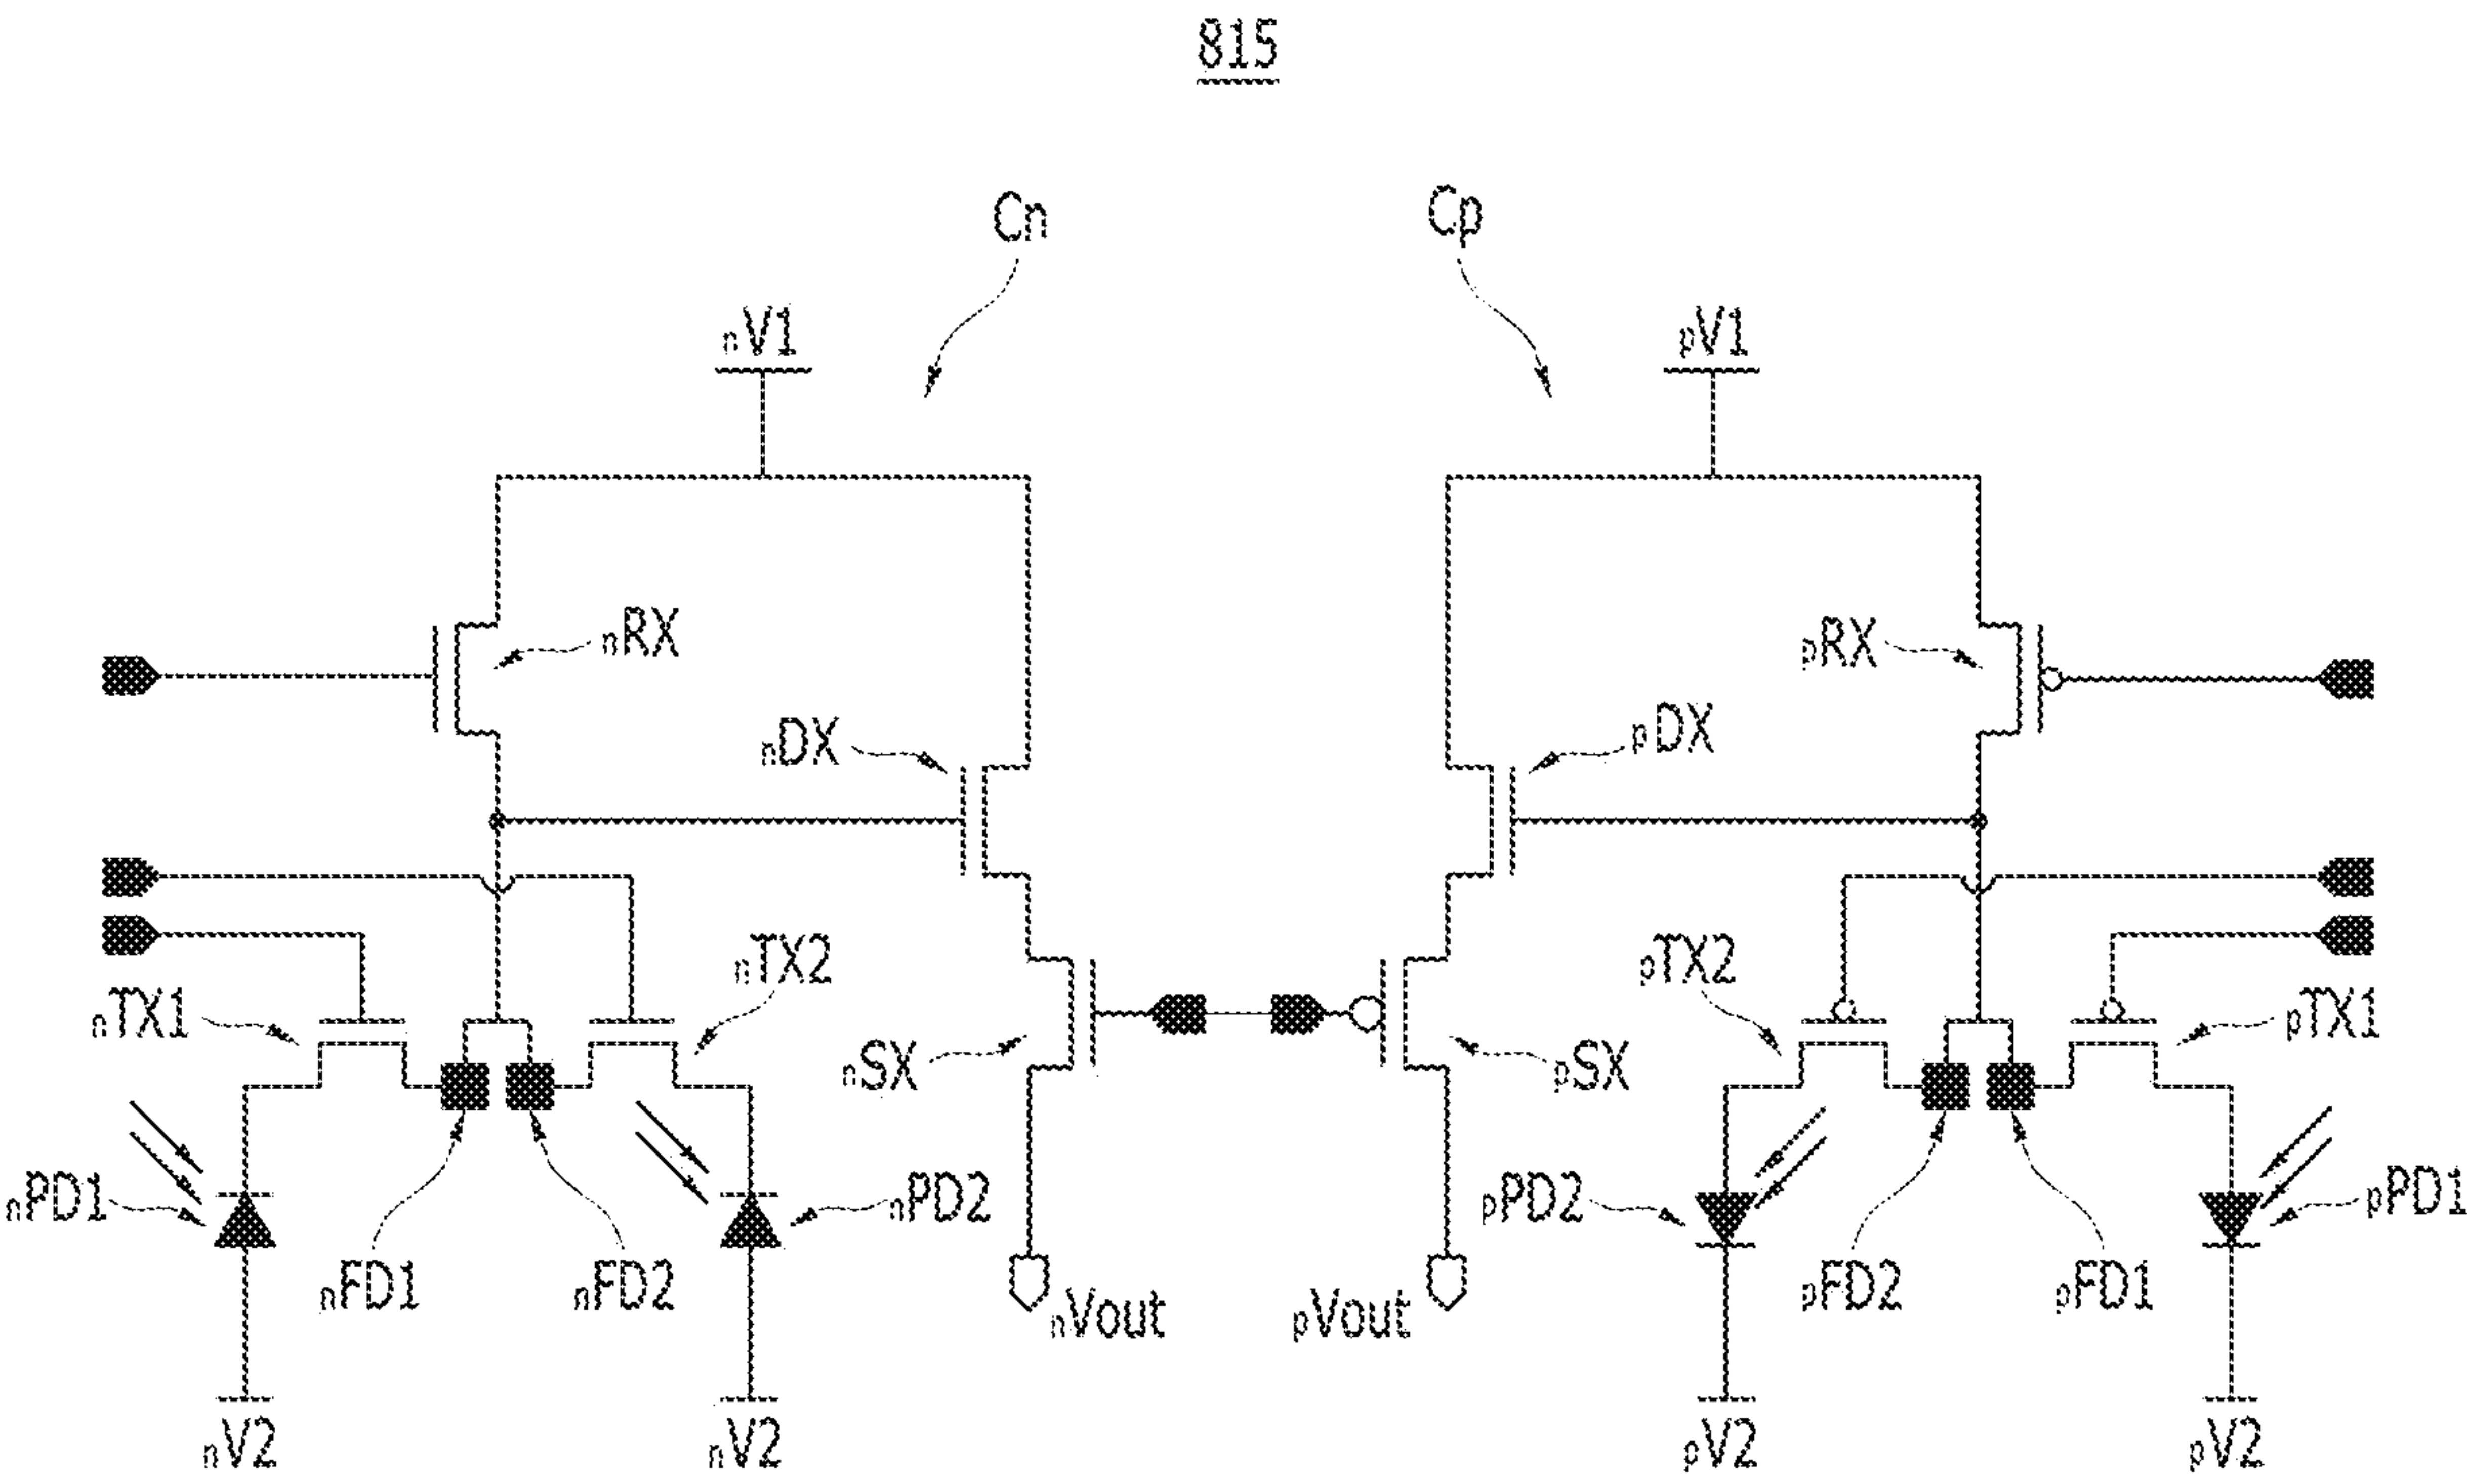 815
Cn
Cp
nV1
pV1
nRX
pRX
nDX
pDX
nTX2
pTX2
nTX1
pTX1
nSX
pSX
nPD1
nPD2
pPD2
pPD1
nFD1
nFD2
pFD2
pFD1
nVout
pVout
nV2
nV2
pV2
pV2